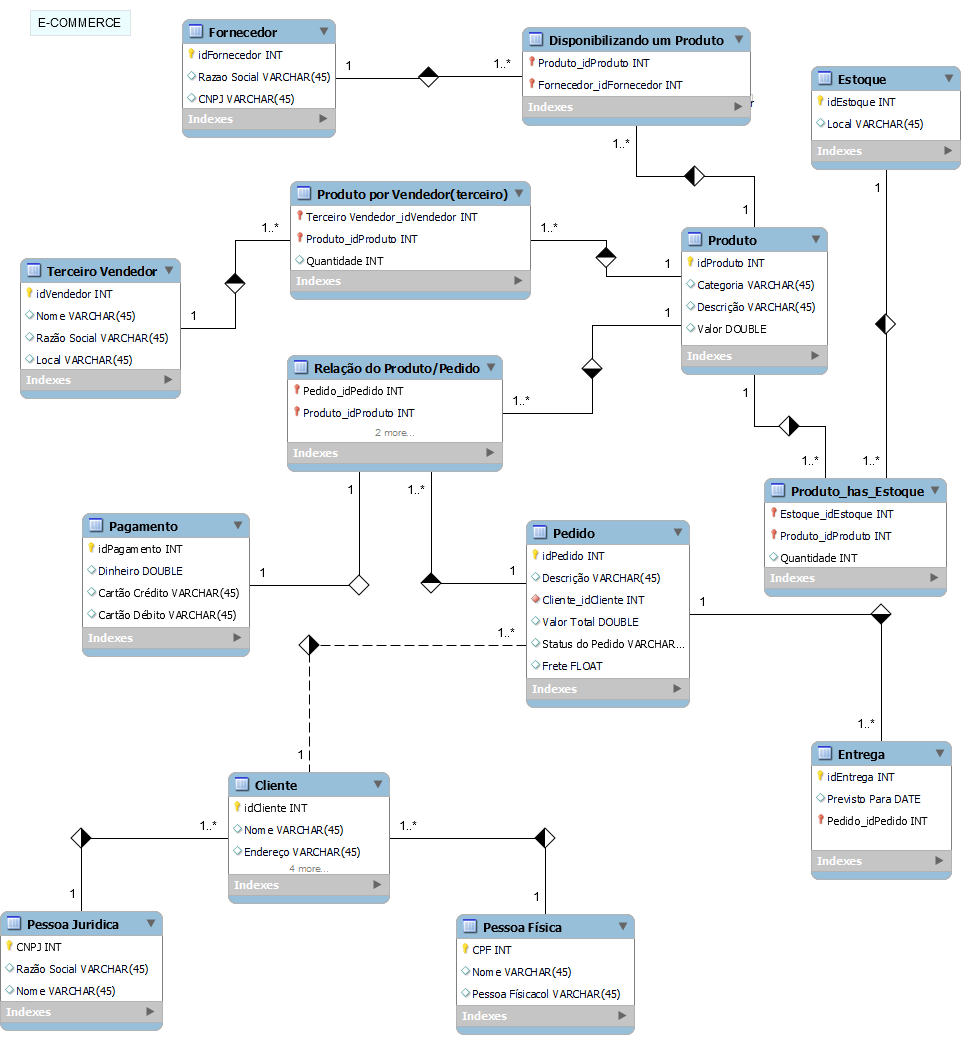 E-COMMERCE
Fornecedor
idFornecedor INT
Razao Social VARCHAR(45)
CNPJ VARCHAR(45)
Indexes
1
1..*
Disponibilizando um Produto
Produto_idProduto INT
Fornecedor_idFornecedor INT
Indexes
r
Estoque
idEstoque INT
Local VARCHAR(45)
Indexes
1..*
1
1
Produto por Vendedor(terceiro)
Terceiro Vendedor_idVendedor INT
Produto_idProduto INT
Quantidade INT
Indexes
1..*
1..*
1
Terceiro Vendedor
idVendedor INT
Nome VARCHAR(45)
Razão Social VARCHAR(45)
Local VARCHAR(45)
Indexes
1
Produto
idProduto INT
Categoria VARCHAR(45)
Descrição VARCHAR(45)
Valor DOUBLE
Indexes
1
Relação do Produto/Pedido
Pedido_idPedido INT
Produto_idProduto INT
2 more...
Indexes
1..*
1
1..*
1..*
1
1..*
Produto_has_Estoque
Estoque_idEstoque INT
Produto_idProduto INT
Quantidade INT
Indexes
Pagamento
idPagamento INT
Dinheiro DOUBLE
Cartão Crédito VARCHAR(45)
Cartão Débito VARCHAR(45)
Indexes
1
1
Pedido
idPedido INT
Descrição VARCHAR(45)
Cliente_idCliente INT
Valor Total DOUBLE
Status do Pedido VARCHAR...
Frete FLOAT
Indexes
1
1..*
1..*
1
Entrega
idEntrega INT
Previsto Para DATE
Pedido_idPedido INT
Indexes
Cliente
idCliente INT
Nome VARCHAR(45)
Endereço VARCHAR(45)
4 more...
Indexes
1..*
1..*
1
1
Pessoa Juridica
CNPJ INT
Razão Social VARCHAR(45)
Nome VARCHAR(45)
Indexes
Pessoa Física
CPF INT
Nome VARCHAR(45)
Pessoa Físicacol VARCHAR(45)
Indexes